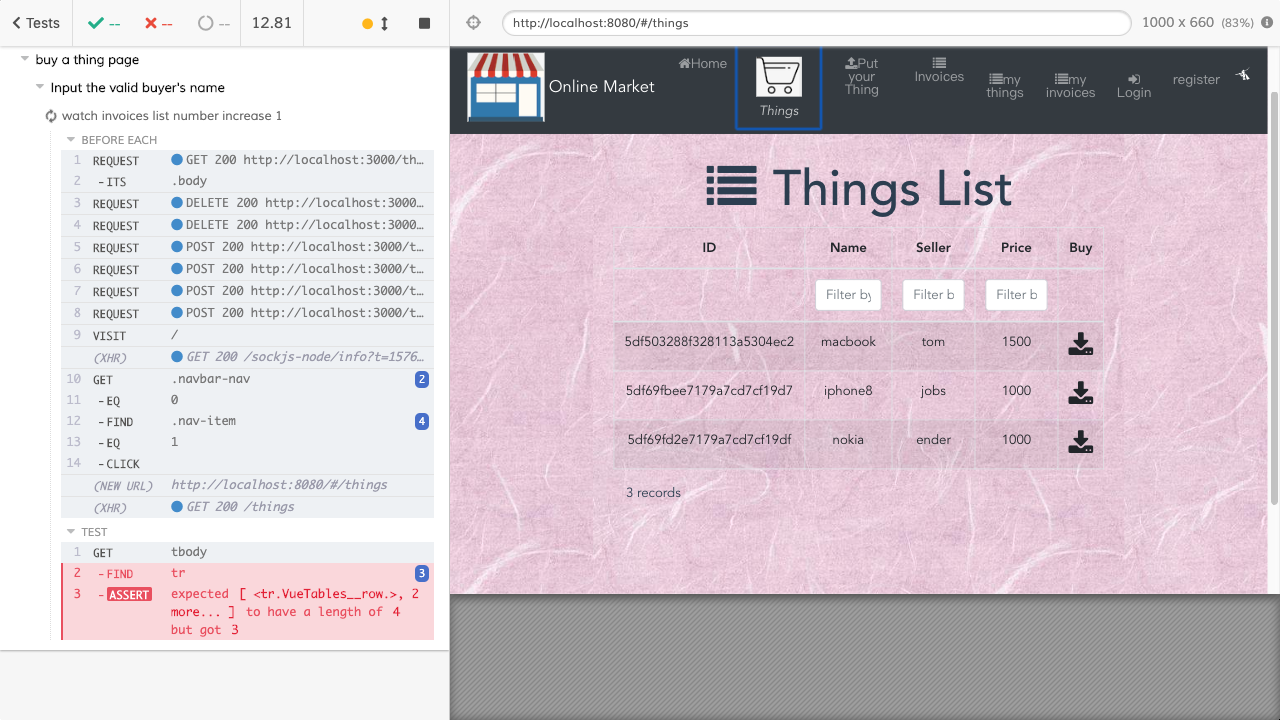 Tests
--
--
--
12.81
http://localhost:8080/#/things
1000 x 660 (83%)
buy a thing page
Input the valid buyer's name
watch invoices list number increase 1
BEFORE EACH
1 REQUEST GET 200 http://localhost:3000/th…
2 -ITS .body
3 REQUEST DELETE 200 http://localhost:3000…
4 REQUEST DELETE 200 http://localhost:3000…
5 REQUEST POST 200 http://localhost:3000/t…
6 REQUEST POST 200 http://localhost:3000/t…
7 REQUEST POST 200 http://localhost:3000/t…
8 REQUEST POST 200 http://localhost:3000/t…
9 VISIT /
(XHR) GET 200 /sockjs-node/info?t=1576…
10 GET .navbar-nav 2
11 -EQ 0
12 -FIND .nav-item 4
13 -EQ 1
14 -CLICK
(NEW URL) http://localhost:8080/#/things
(XHR) GET 200 /things
TEST
1 GET tbody
2 -FIND tr 3
3 -ASSERT expected [ <tr.VueTables__row.>, 2
more... ] to have a length of 4
but got 3
Online Market
Home
Things
Put
your
Thing
Invoices
my
things
my
invoices
Login
register
Things List
ID Name Seller Price Buy
Filter by Filter b Filter b
5df503288f328113a5304ec2 macbook tom 1500
5df69fbee7179a7cd7cf19d7 iphone8 jobs 1000
5df69fd2e7179a7cd7cf19df nokia ender 1000
3 records